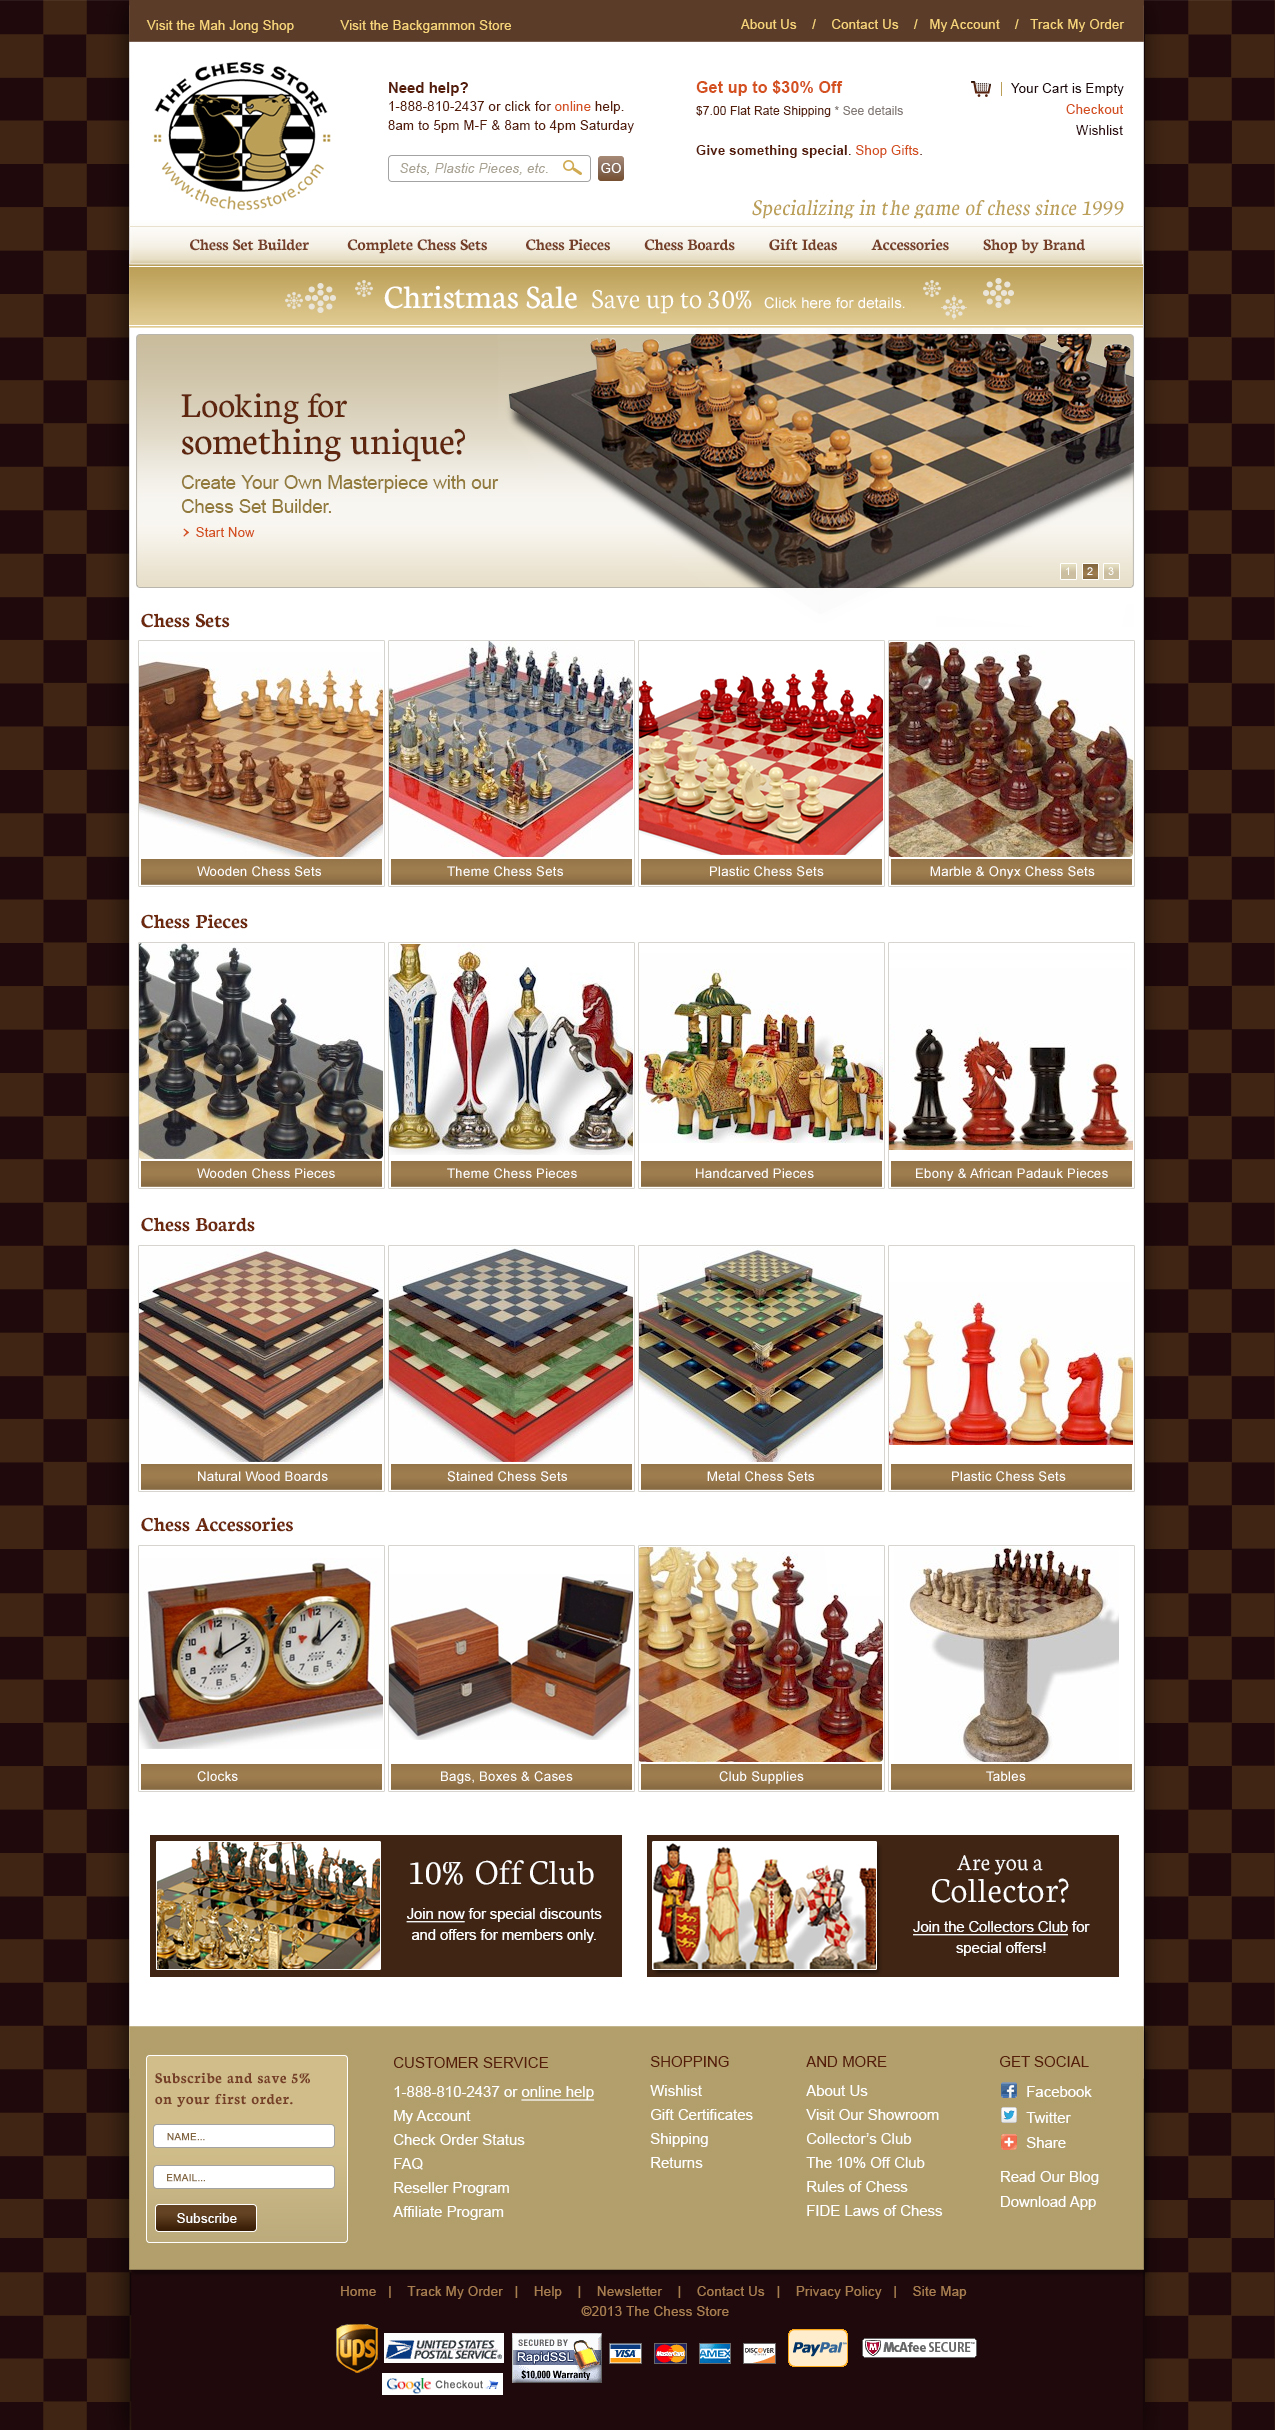 Visit the Mah Jong Shop
Visit the Backgammon Store
About Us / Contact Us / My Account / Track My Order
THE CHESS STORE
www.thechessstore.com
Need help?
1-888-810-2437 or click for online help.
8am to 5pm M-F & 8am to 4pm Saturday
Sets, Plastic Pieces, etc.
GO
Get up to $30% Off
$7.00 Flat Rate Shipping * See details
Give something special. Shop Gifts.
Your Cart is Empty
Checkout
Wishlist
Specializing in the game of chess since 1999
Chess Set Builder
Complete Chess Sets
Chess Pieces
Chess Boards
Gift Ideas
Accessories
Shop by Brand
Christmas Sale Save up to 30% Click here for details.
Looking for
something unique?
Create Your Own Masterpiece with our
Chess Set Builder.
> Start Now
1 2 3
Chess Sets
Wooden Chess Sets
Theme Chess Sets
Plastic Chess Sets
Marble & Onyx Chess Sets
Chess Pieces
Wooden Chess Pieces
Theme Chess Pieces
Handcarved Pieces
Ebony & African Padauk Pieces
Chess Boards
Natural Wood Boards
Stained Chess Sets
Metal Chess Sets
Plastic Chess Sets
Chess Accessories
Clocks
Bags, Boxes & Cases
Club Supplies
Tables
10% Off Club
Join now for special discounts
and offers for members only.
Are you a
Collector?
Join the Collectors Club for
special offers!
Subscribe and save 5%
on your first order.
NAME...
EMAIL...
Subscribe
CUSTOMER SERVICE
1-888-810-2437 or online help
My Account
Check Order Status
FAQ
Reseller Program
Affiliate Program
SHOPPING
Wishlist
Gift Certificates
Shipping
Returns
AND MORE
About Us
Visit Our Showroom
Collector's Club
The 10% Off Club
Rules of Chess
FIDE Laws of Chess
GET SOCIAL
Facebook
Twitter
Share
Read Our Blog
Download App
Home | Track My Order | Help | Newsletter | Contact Us | Privacy Policy | Site Map
©2013 The Chess Store
ups
UNITED STATES
POSTAL SERVICE
SECURED BY
RapidSSL
$10,000 Warranty
VISA
MasterCard
AMEX
DISCOVER
PayPal
McAfee SECURE
Google Checkout